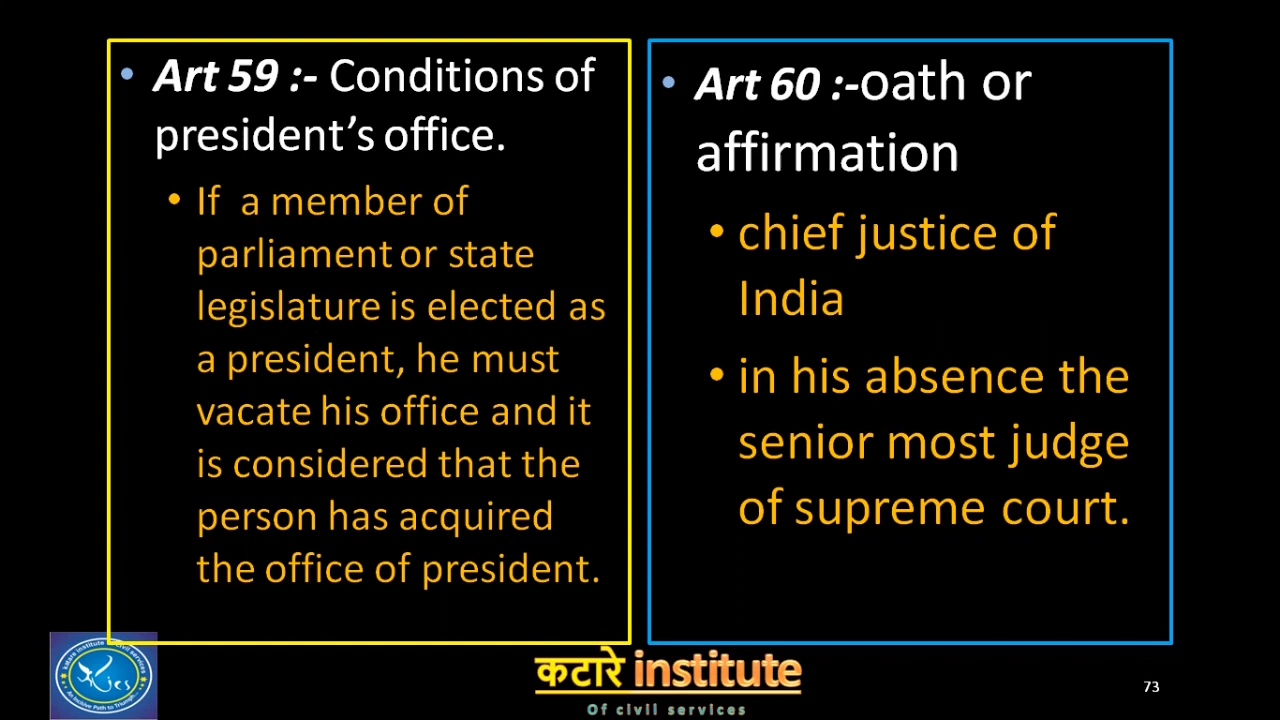 Art 59 :- Conditions of
president's office.
If a member of
parliament or state
legislature is elected as
a president, he must
vacate his office and it
is considered that the
person has acquired
the office of president.
Art 60 :-oath or
affirmation
chief justice of
India
in his absence the
senior most judge
of supreme court.
कटारे institute
Of civil services
73